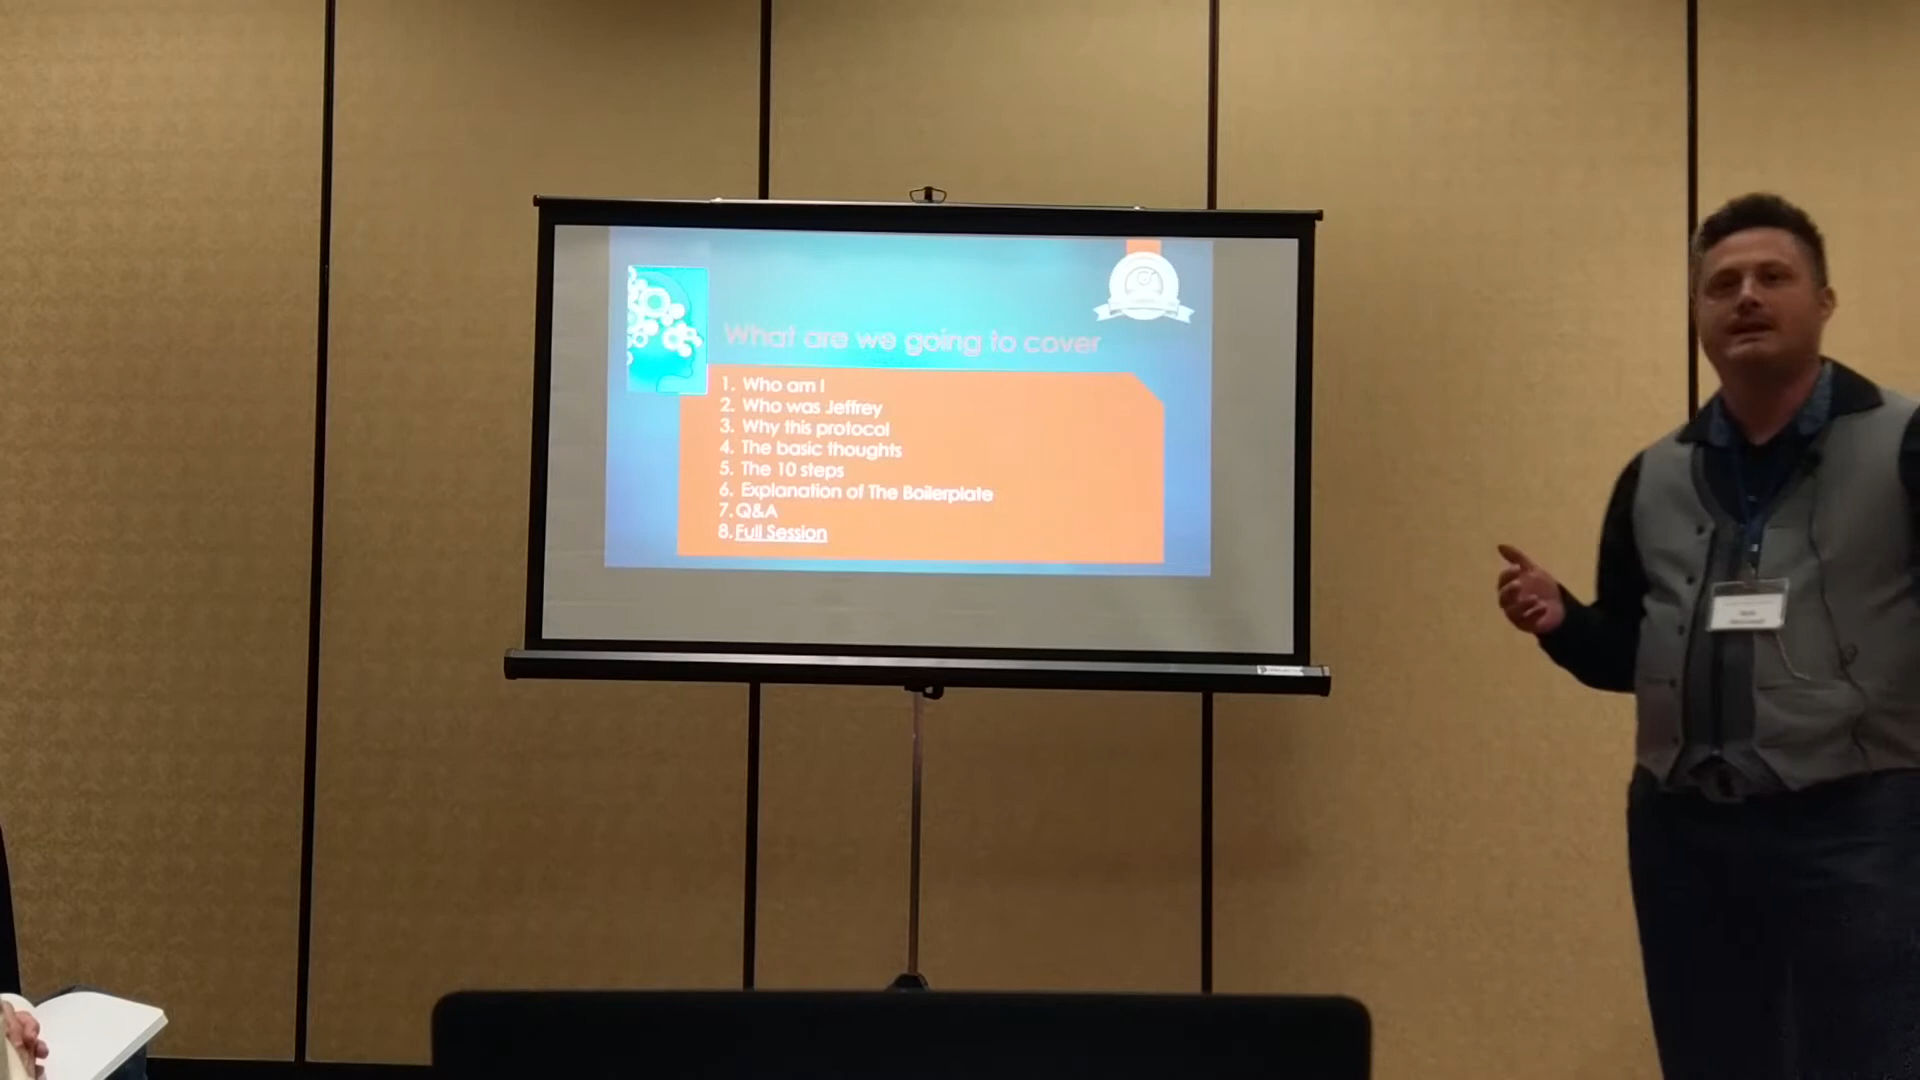 What are we going to cover
1. Who am I
2. Who was Jeffrey
3. Why this protocol
4. The basic thoughts
5. The 10 steps
6. Explanation of The Boilerplate
7. Q&A
8. Full Session